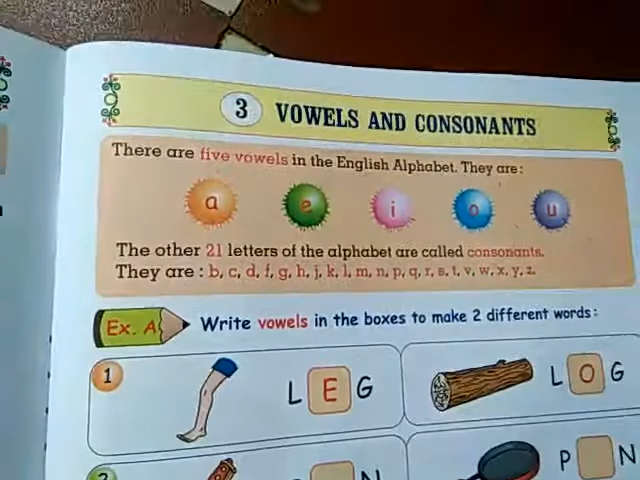 3 VOWELS AND CONSONANTS
There are five vowels in the English Alphabet. They are:
a e i o u
The other 21 letters of the alphabet are called consonants.
They are : b, c, d, f, g, h, j, k, l, m, n, p, q, r, s, t, v, w, x, y, z.
Ex. A Write vowels in the boxes to make 2 different words:
1 L E G L O G
2 N P N